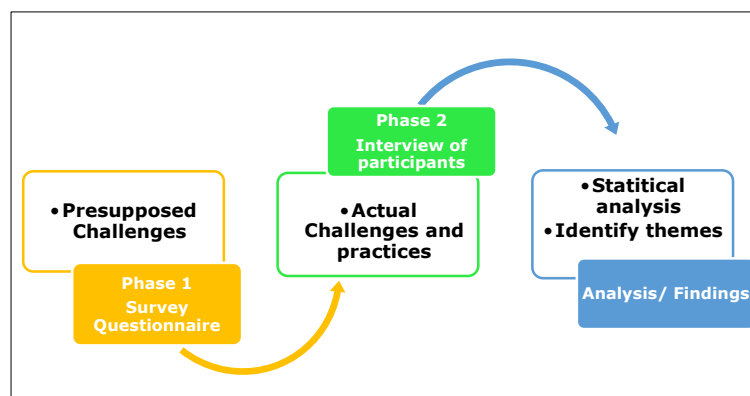 •Presupposed
Challenges
Phase 1
Survey
Questionnaire
Phase 2
Interview of
participants
•Actual
Challenges and
practices
•Statitical
analysis
•Identify themes
Analysis/ Findings